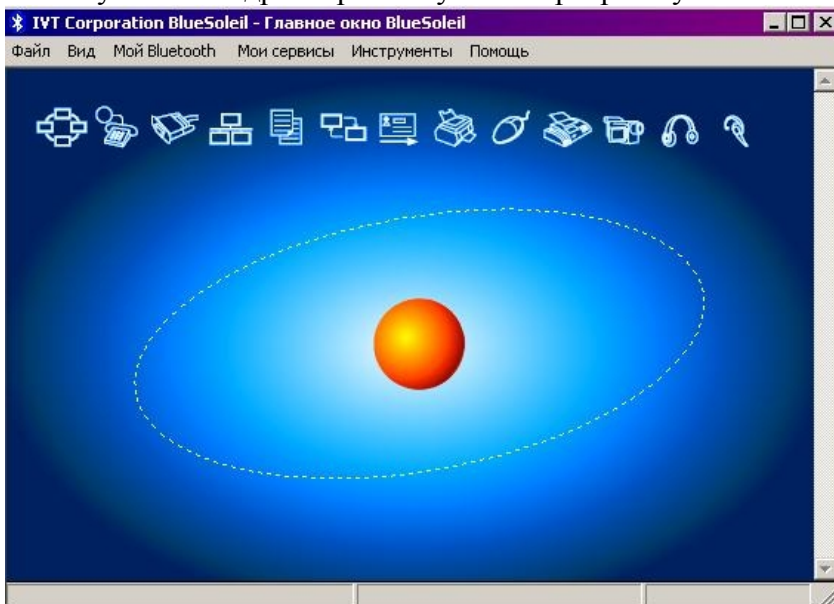 IVT Corporation BlueSoleil - Главное окно BlueSoleil
Файл Вид Мой Bluetooth Мои сервисы Инструменты Помощь